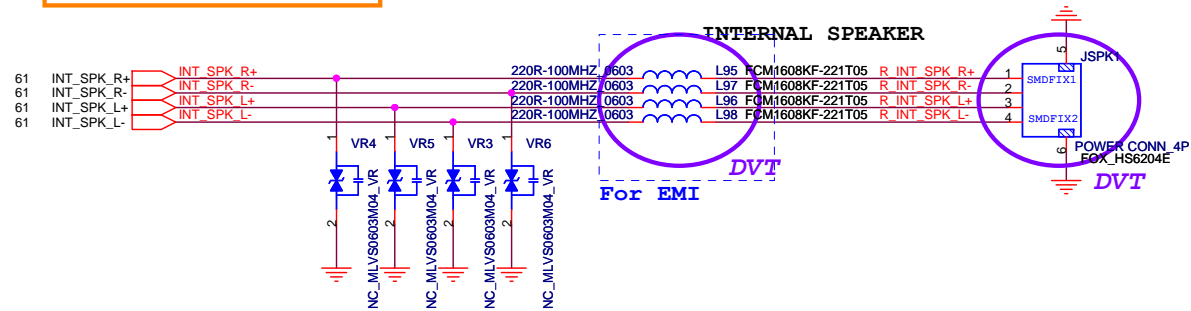 INTERNAL SPEAKER
5
JSPK1
61 INT_SPK_R+ INT_SPK_R+ 220R-100MHZ_0603 L95 FCM1608KF-221T05 R_INT_SPK_R+ 1 SMDFIX1
61 INT_SPK_R- INT_SPK_R- 220R-100MHZ_0603 L97 FCM1608KF-221T05 R_INT_SPK_R- 2
61 INT_SPK_L+ INT_SPK_L+ 220R-100MHZ_0603 L96 FCM1608KF-221T05 R_INT_SPK_L+ 3
61 INT_SPK_L- INT_SPK_L- 220R-100MHZ_0603 L98 FCM1608KF-221T05 R_INT_SPK_L- 4 SMDFIX2
1 VR4 1 VR5 1 VR3 1 VR6
6 POWER CONN_4P
FOX_HS6204E
DVT
DVT
For EMI
2 2 2 2
NC_MLVS0603M04_VR
NC_MLVS0603M04_VR
NC_MLVS0603M04_VR
NC_MLVS0603M04_VR